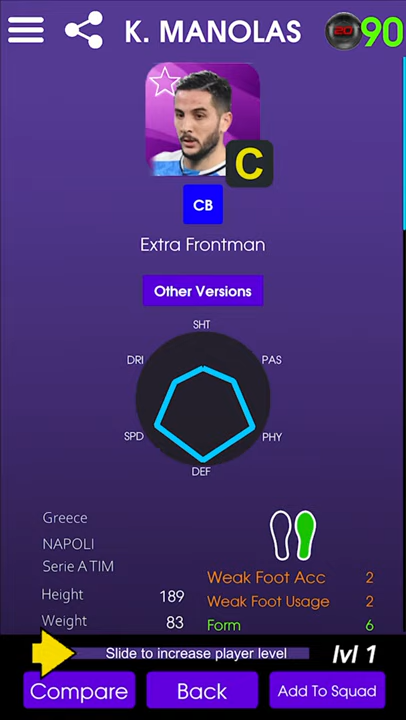 K. MANOLAS
20
90
C
CB
Extra Frontman
Other Versions
SHT
DRI
PAS
SPD
PHY
DEF
Greece
NAPOLI
Serie A TIM
Height 189
Weight 83
Weak Foot Acc 2
Weak Foot Usage 2
Form 6
Slide to increase player level
lvl 1
Compare
Back
Add To Squad